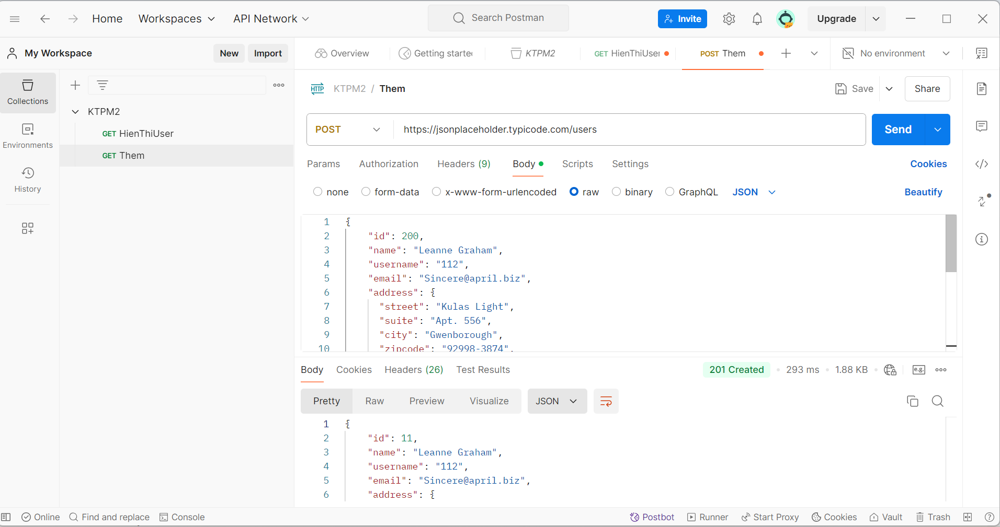 Home Workspaces API Network Search Postman Invite Upgrade
My Workspace New Import Overview Getting starte KTPM2 GET HienThiUser POST Them No environment
Collections
Environments
History
KTPM2
GET HienThiUser
GET Them
HTTP KTPM2 / Them Save Share
POST https://jsonplaceholder.typicode.com/users Send
Params Authorization Headers (9) Body Scripts Settings Cookies
none form-data x-www-form-urlencoded raw binary GraphQL JSON Beautify
1 {
2 "id": 200,
3 "name": "Leanne Graham",
4 "username": "112",
5 "email": "Sincere@april.biz",
6 "address": {
7 "street": "Kulas Light",
8 "suite": "Apt. 556",
9 "city": "Gwenborough",
10 "zipcode": "92998-3874",
Body Cookies Headers (26) Test Results 201 Created 293 ms 1.88 KB e.g.
Pretty Raw Preview Visualize JSON
1 {
2 "id": 11,
3 "name": "Leanne Graham",
4 "username": "112",
5 "email": "Sincere@april.biz",
6 "address": {
Online Find and replace Console Postbot Runner Start Proxy Cookies Vault Trash